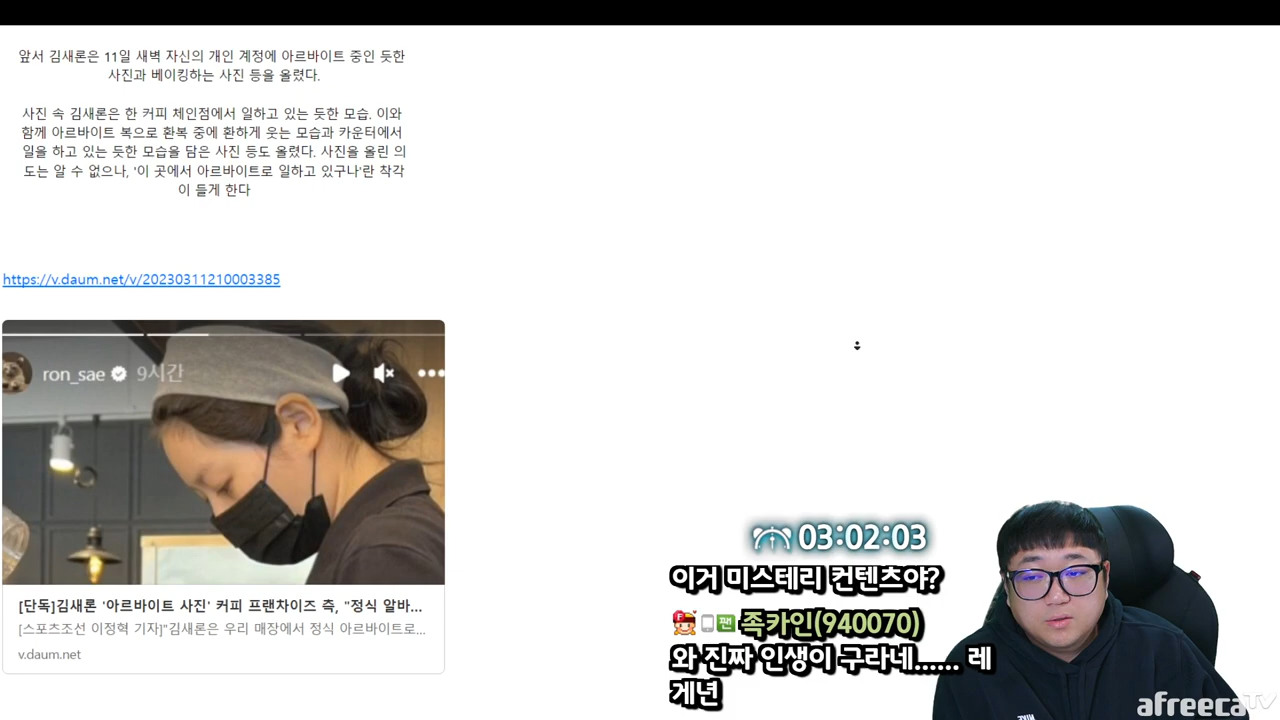 앞서 김새론은 11일 새벽 자신의 개인 계정에 아르바이트 중인 듯한
사진과 베이킹하는 사진 등을 올렸다.
사진 속 김새론은 한 커피 체인점에서 일하고 있는 듯한 모습. 이와
함께 아르바이트 복으로 환복 중에 환하게 웃는 모습과 카운터에서
일을 하고 있는 듯한 모습을 담은 사진 등도 올렸다. 사진을 올린 의
도는 알 수 없으나, '이 곳에서 아르바이트로 일하고 있구나'란 착각
이 들게 한다
https://v.daum.net/v/20230311210003385
ron_sae 9시간
[단독]김새론 '아르바이트 사진' 커피 프랜차이즈 측, "정식 알바...
[스포츠조선 이정혁 기자]"김새론은 우리 매장에서 정식 아르바이트로...
v.daum.net
03:02:03
이거 미스테리 컨텐츠야?
F 팬 족카인(940070)
와 진짜 인생이 구라네...... 레
게년
afreecaTV